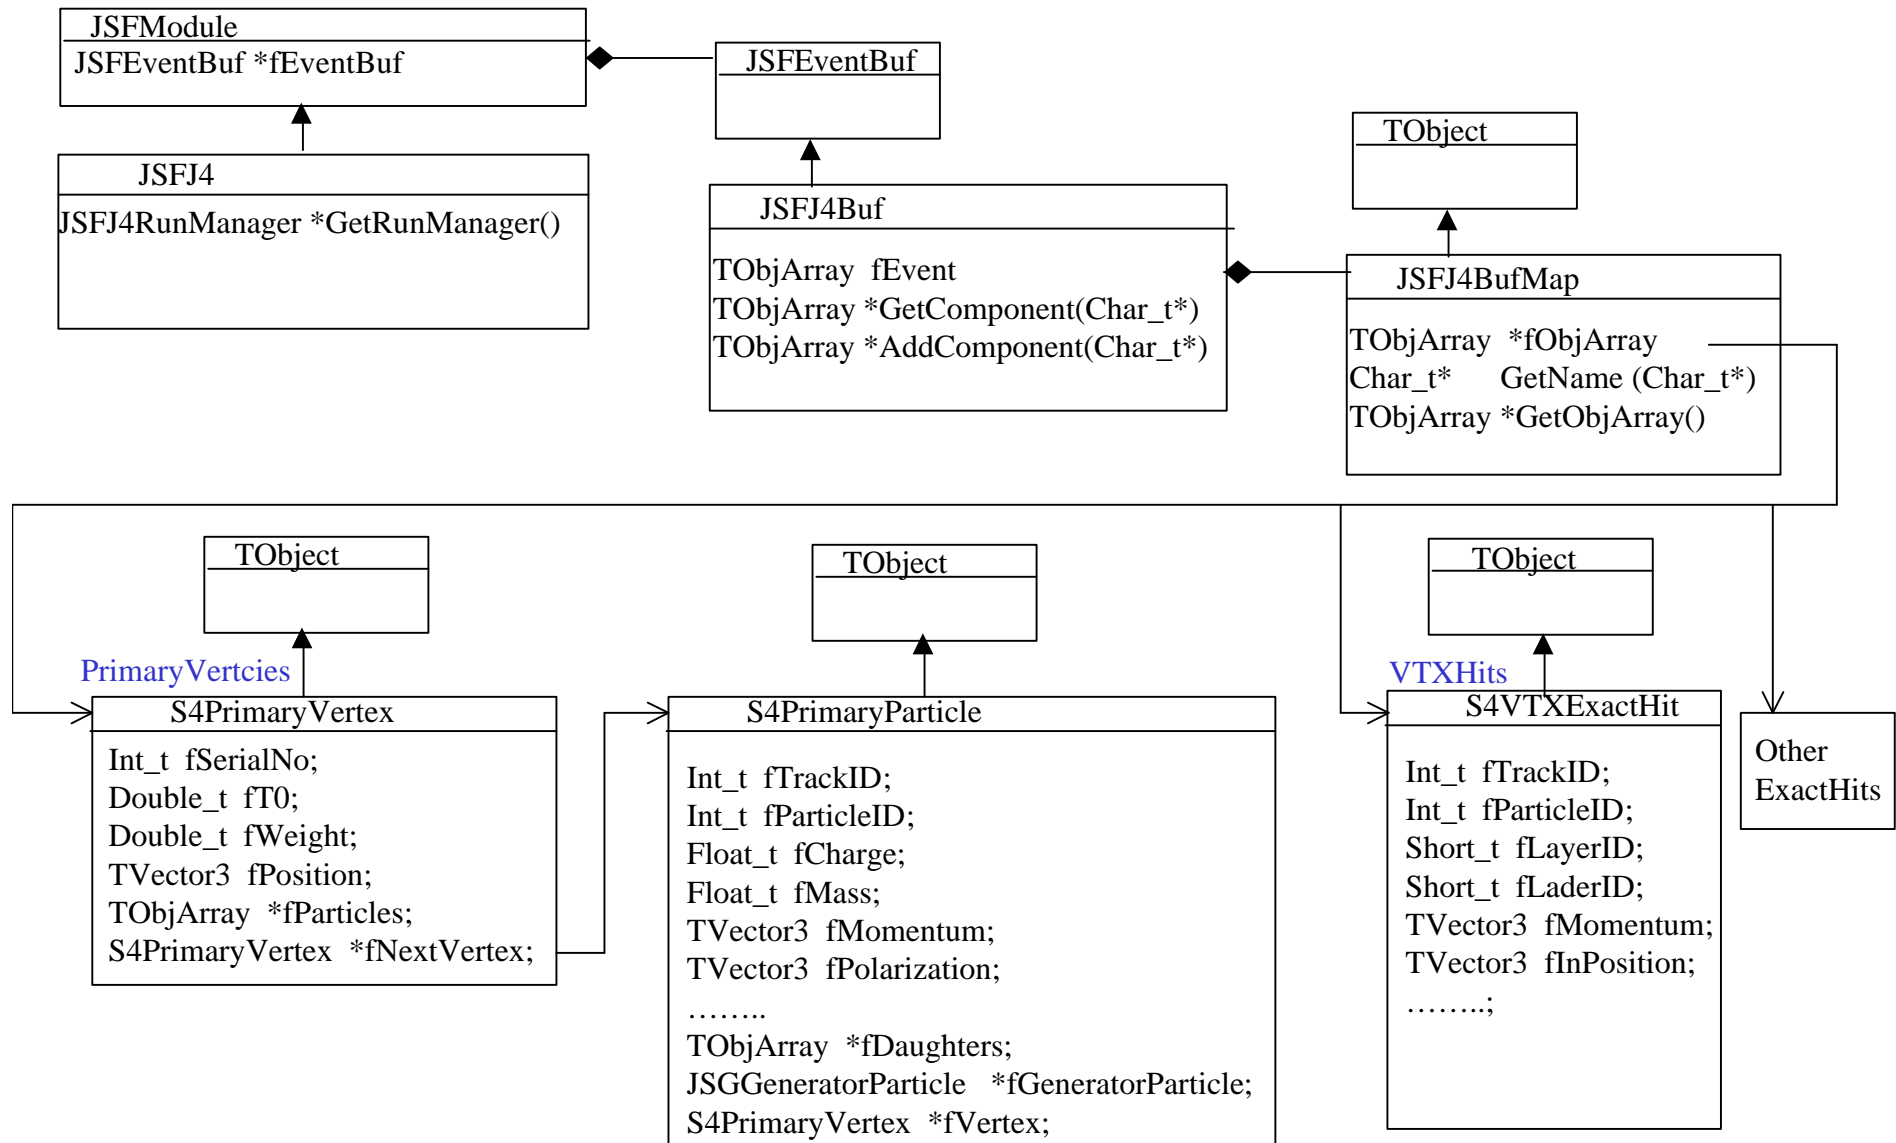 JSFModule
JSFEventBuf *fEventBuf
JSFEventBuf
TObject
JSFJ4
JSFJ4RunManager *GetRunManager()
JSFJ4Buf
TObjArray fEvent
TObjArray *GetComponent(Char_t*)
TObjArray *AddComponent(Char_t*)
JSFJ4BufMap
TObjArray *fObjArray
Char_t* GetName (Char_t*)
TObjArray *GetObjArray()
TObject
TObject
TObject
PrimaryVertcies
S4PrimaryVertex
Int_t fSerialNo;
Double_t fT0;
Double_t fWeight;
TVector3 fPosition;
TObjArray *fParticles;
S4PrimaryVertex *fNextVertex;
S4PrimaryParticle
Int_t fTrackID;
Int_t fParticleID;
Float_t fCharge;
Float_t fMass;
TVector3 fMomentum;
TVector3 fPolarization;
……..
TObjArray *fDaughters;
JSGGeneratorParticle *fGeneratorParticle;
S4PrimaryVertex *fVertex;
VTXHits
S4VTXExactHit
Int_t fTrackID;
Int_t fParticleID;
Short_t fLayerID;
Short_t fLaderID;
TVector3 fMomentum;
TVector3 fInPosition;
……..;
Other
ExactHits